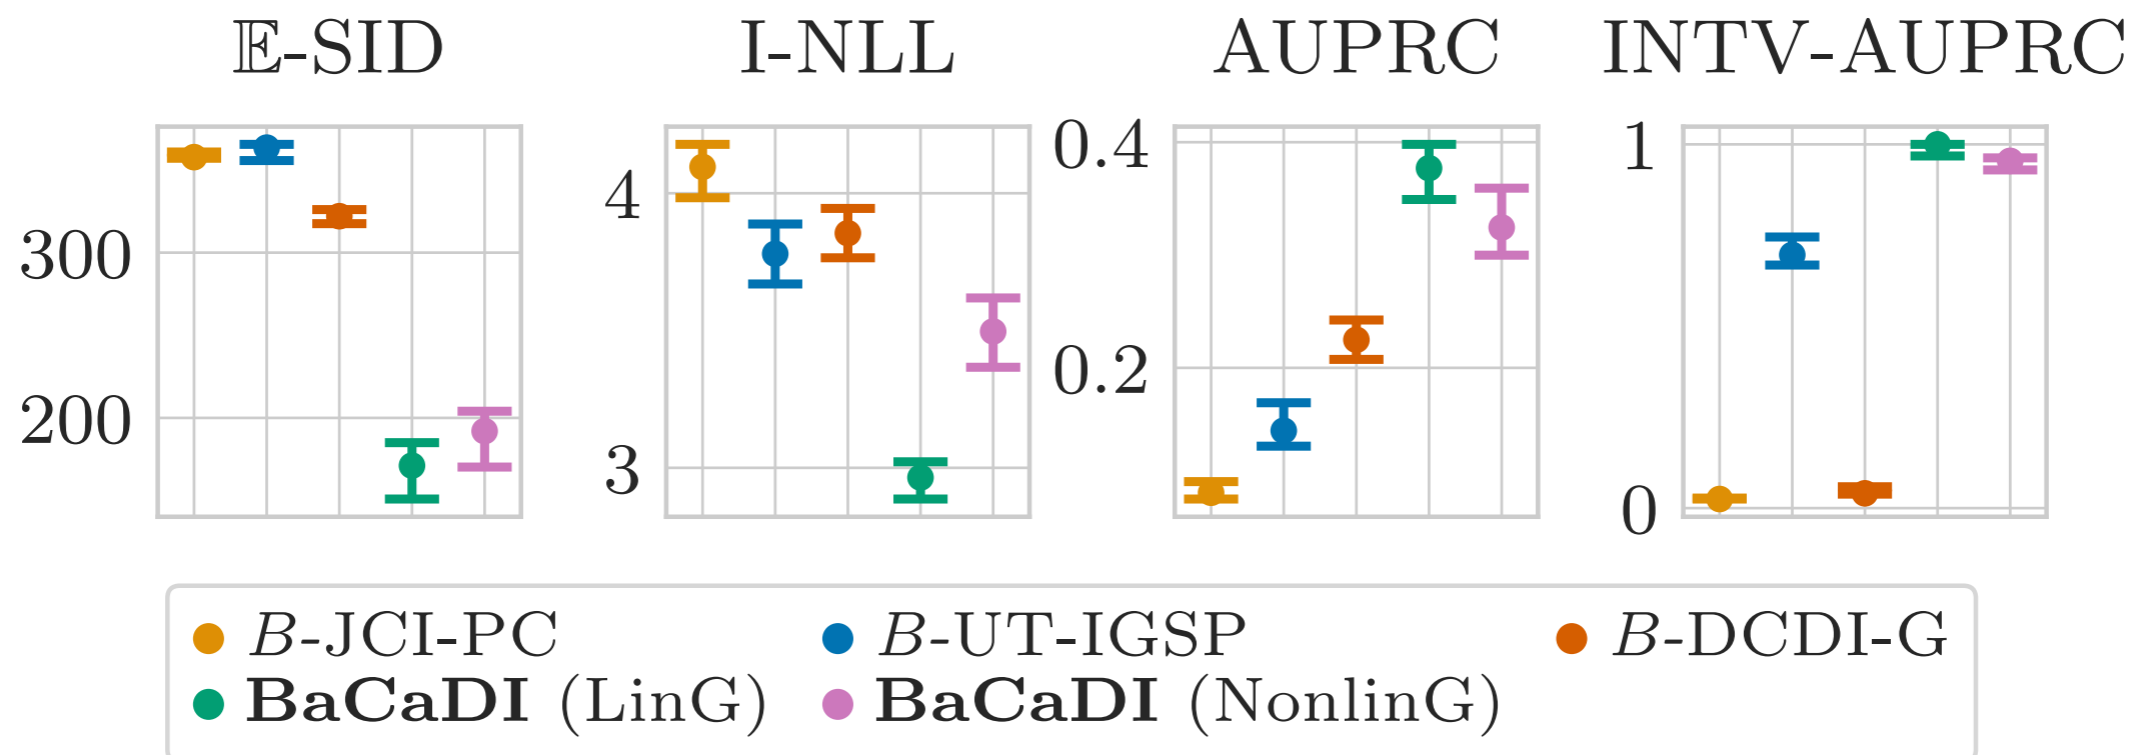 𝔼-SID I-NLL AUPRC INTV-AUPRC
300
200
4
3
0.4
0.2
1
0
B-JCI-PC B-UT-IGSP B-DCDI-G
BaCaDI (LinG) BaCaDI (NonlinG)